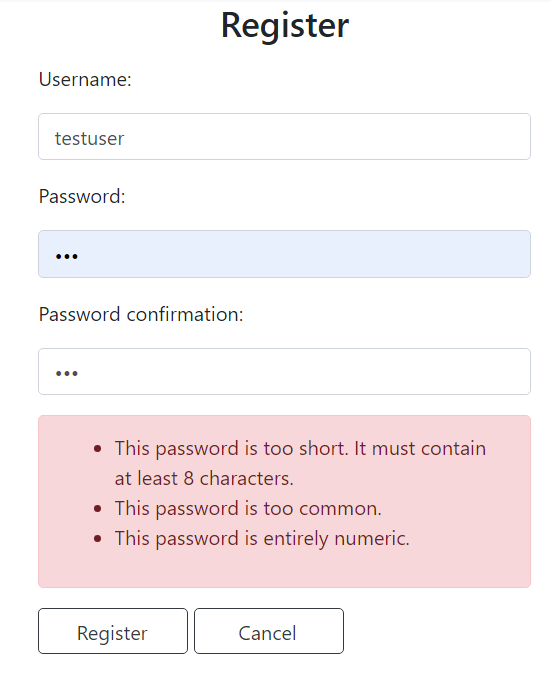 Register
Username:
testuser
Password:
•••
Password confirmation:
•••
• This password is too short. It must contain
at least 8 characters.
• This password is too common.
• This password is entirely numeric.
Register Cancel